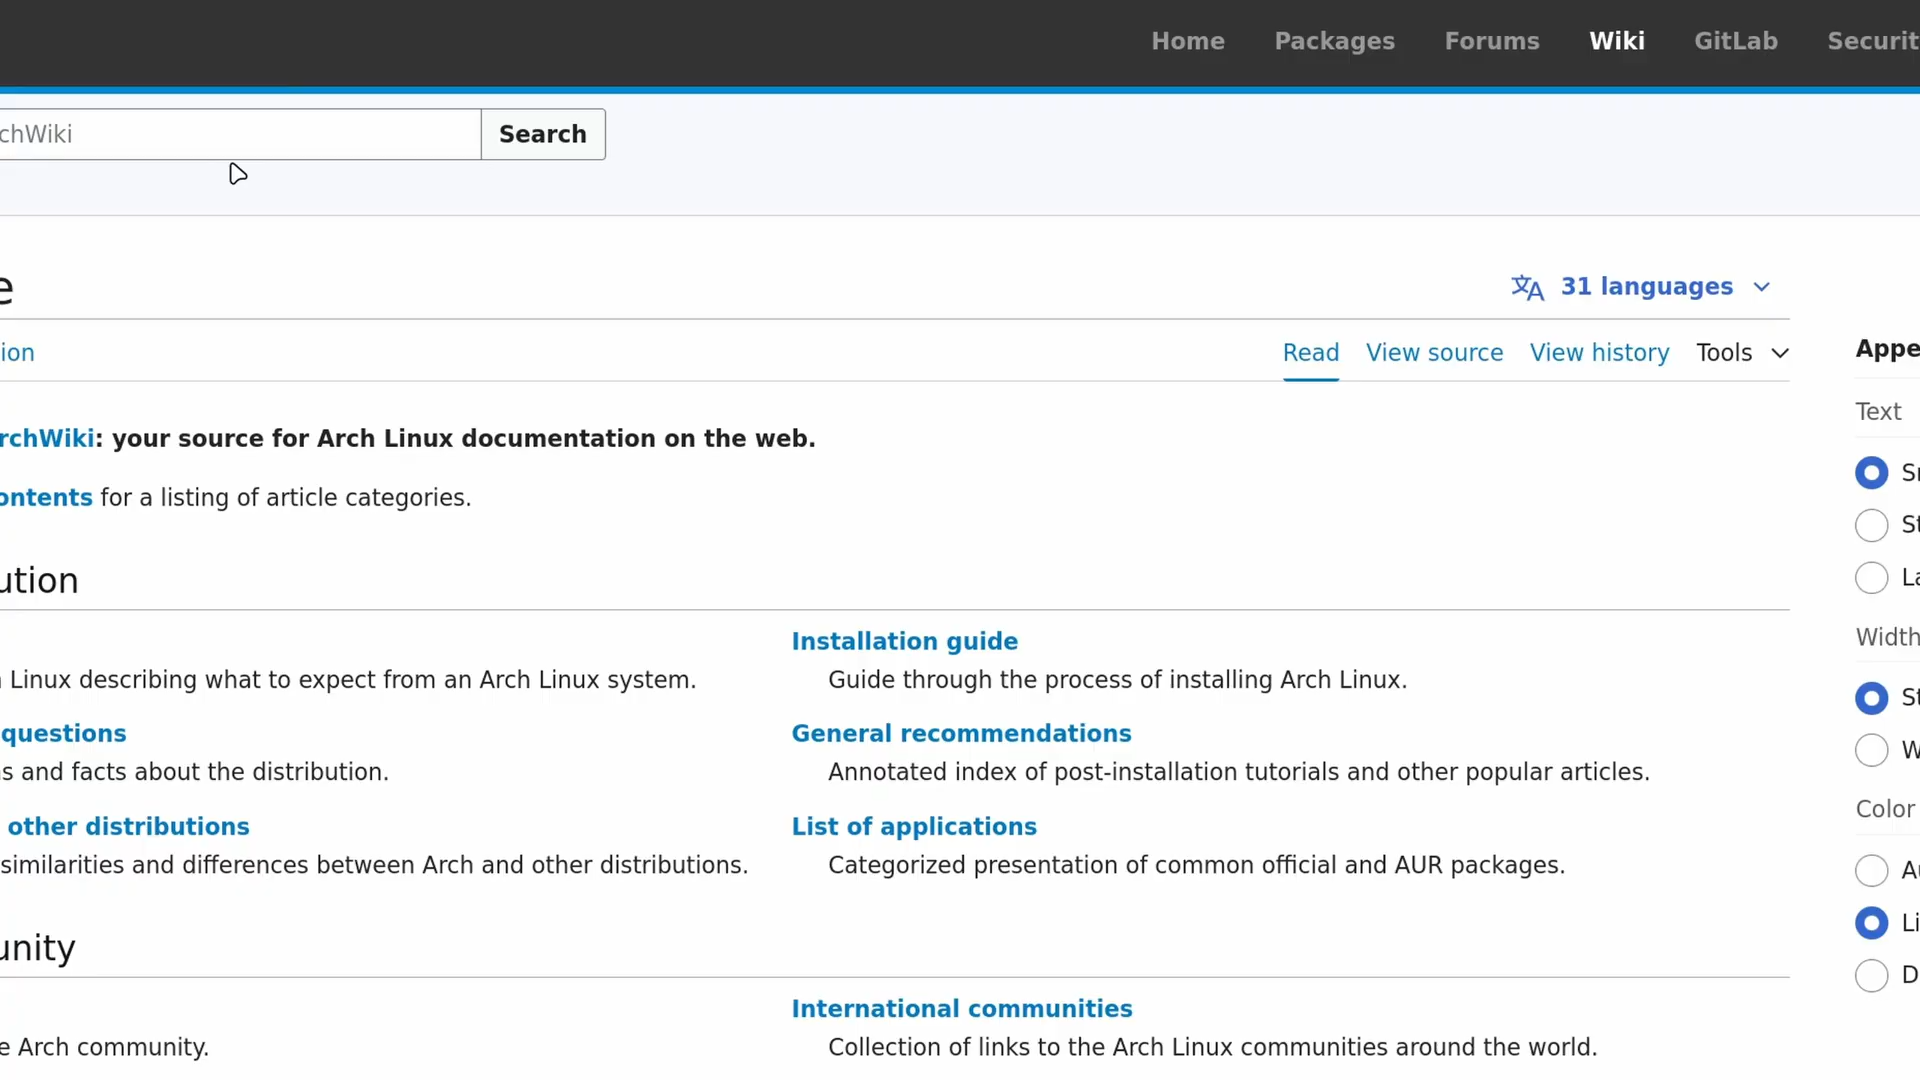 Home Packages Forums Wiki GitLab Securit
chWiki Search
e 31 languages
ion Read View source View history Tools
Appe
Text
rchWiki: your source for Arch Linux documentation on the web.
ontents for a listing of article categories.
ution
Installation guide
Linux describing what to expect from an Arch Linux system. Guide through the process of installing Arch Linux.
Width
questions General recommendations
s and facts about the distribution. Annotated index of post-installation tutorials and other popular articles.
Color
other distributions List of applications
similarities and differences between Arch and other distributions. Categorized presentation of common official and AUR packages.
unity
International communities
e Arch community. Collection of links to the Arch Linux communities around the world.